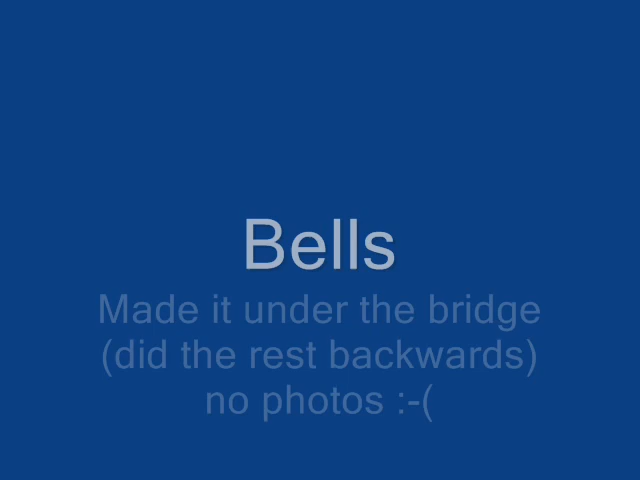 Bells
Made it under the bridge
(did the rest backwards)
no photos :-(